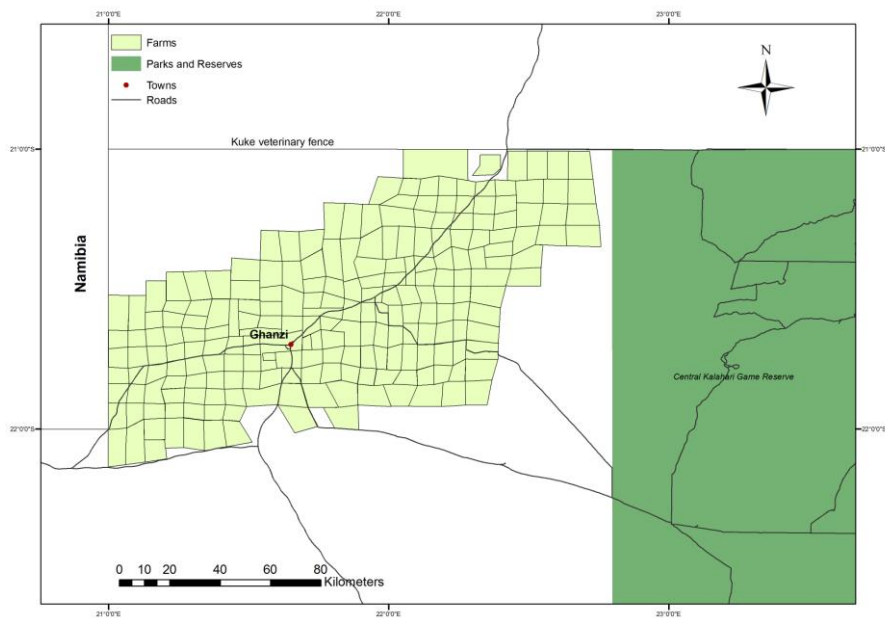 21°0'0"E
22°0'0"E
23°0'0"E
Farms
Parks and Reserves
Towns
Roads
N
21°0'0"S
Kuke veterinary fence
21°0'0"S
Namibia
Ghanzi
Central Kalahari Game Reserve
22°0'0"S
22°0'0"S
0 10 20 40 60 80
Kilometers
21°0'0"E
22°0'0"E
23°0'0"E